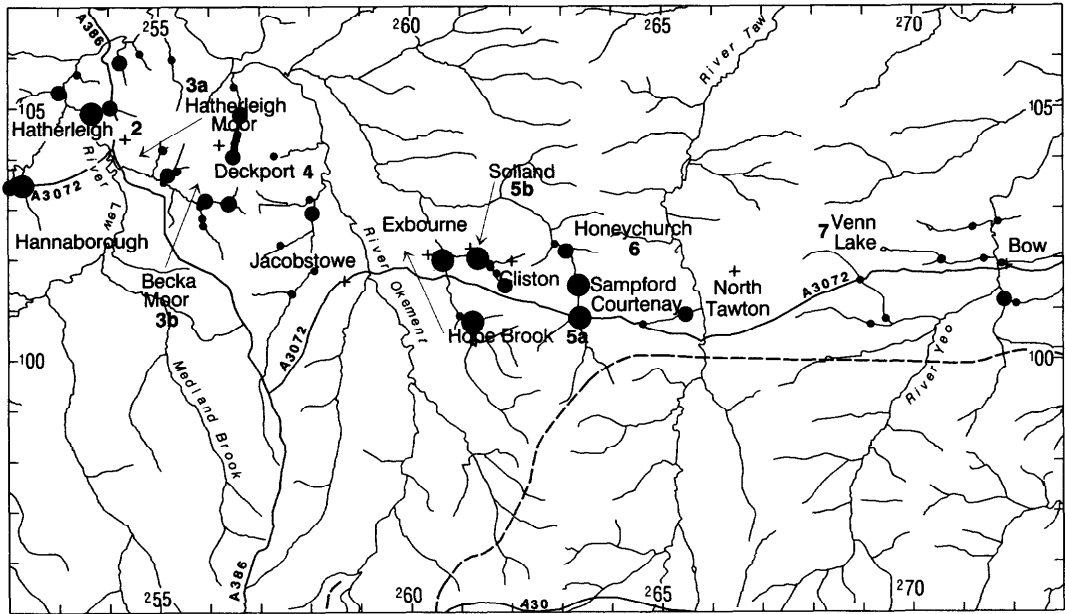 255
260
265
270
A386
River Taw
3a
Hatherleigh
Moor
105
105
Hatherleigh 2
Deckport 4
Solland
5b
A3072
River Lew
Exbourne
Honeychurch
6
7 Venn
Lake
Hannaborough
Bow
River Okement
Jacobstowe
Cliston
Becka
Moor
3b
Sampford
Courtenay
North
Tawton
A3072
Hope Brook
5a
A3072
100
100
Medland Brook
River Yeo
A386
255
260
265
270
A30